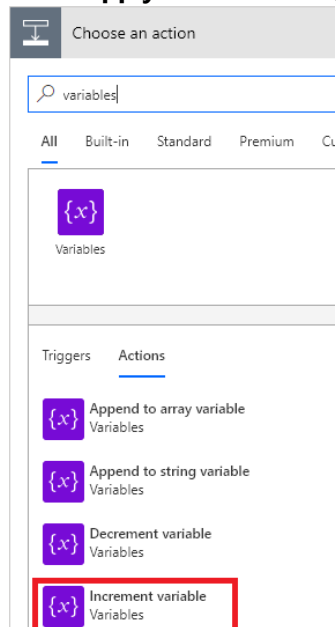 Choose an action
variables
All Built-in Standard Premium Cu
{x}
Variables
Triggers Actions
{x} Append to array variable
Variables
{x} Append to string variable
Variables
{x} Decrement variable
Variables
{x} Increment variable
Variables